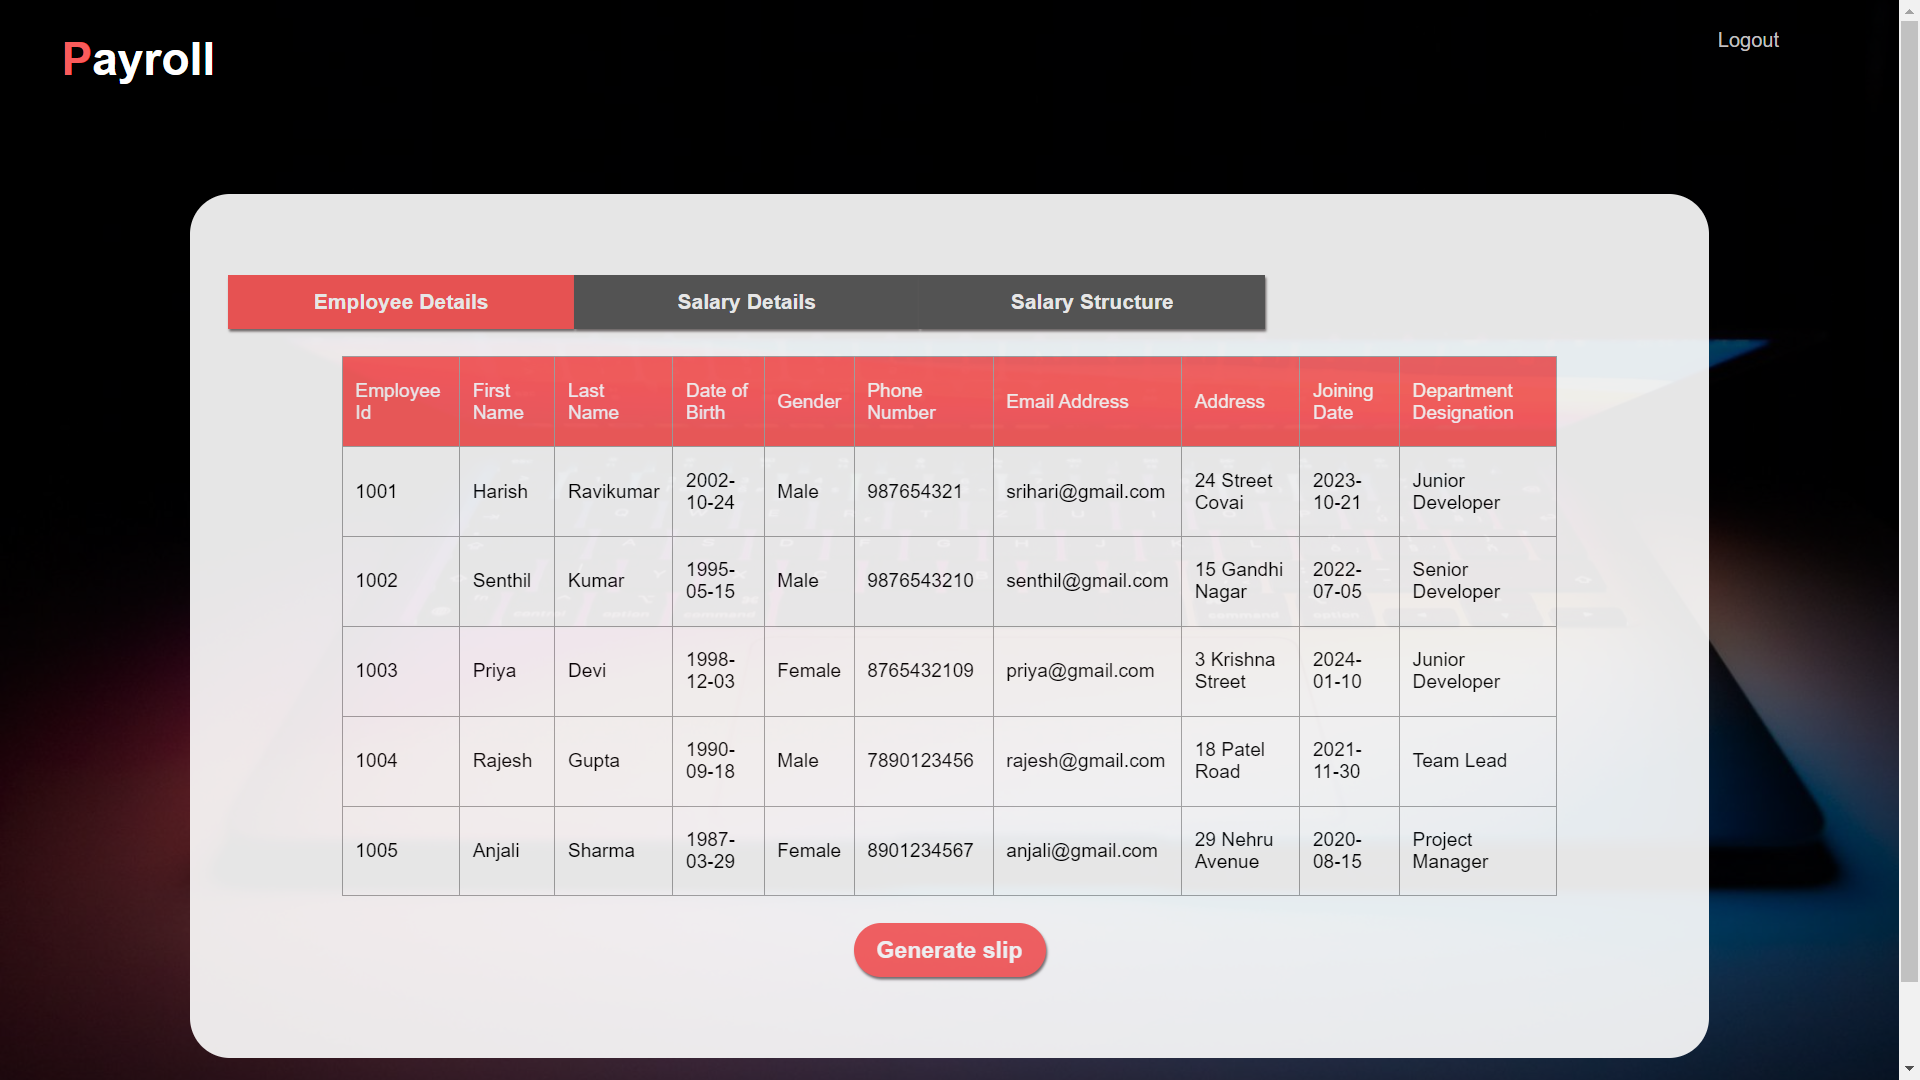 Payroll
Logout
Employee Details Salary Details Salary Structure
Employee Id First Name Last Name Date of Birth Gender Phone Number Email Address Address Joining Date Department Designation
1001 Harish Ravikumar 2002-10-24 Male 987654321 srihari@gmail.com 24 Street Covai 2023-10-21 Junior Developer
1002 Senthil Kumar 1995-05-15 Male 9876543210 senthil@gmail.com 15 Gandhi Nagar 2022-07-05 Senior Developer
1003 Priya Devi 1998-12-03 Female 8765432109 priya@gmail.com 3 Krishna Street 2024-01-10 Junior Developer
1004 Rajesh Gupta 1990-09-18 Male 7890123456 rajesh@gmail.com 18 Patel Road 2021-11-30 Team Lead
1005 Anjali Sharma 1987-03-29 Female 8901234567 anjali@gmail.com 29 Nehru Avenue 2020-08-15 Project Manager
Generate slip